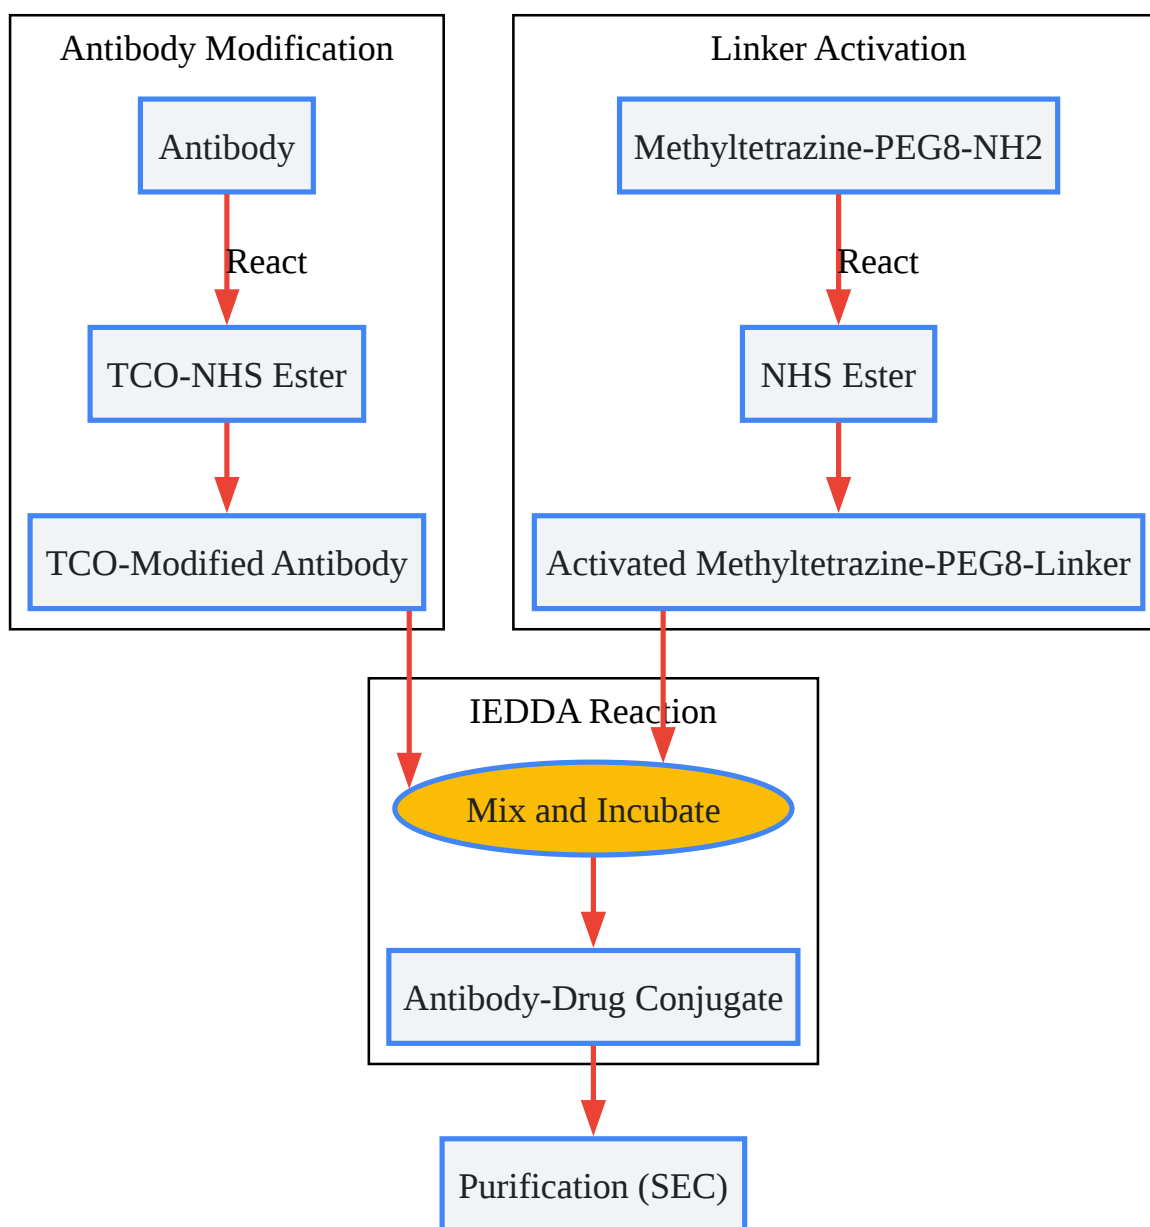 Antibody Modification
Antibody
React
TCO-NHS Ester
TCO-Modified Antibody
Linker Activation
Methyltetrazine-PEG8-NH2
React
NHS Ester
Activated Methyltetrazine-PEG8-Linker
IEDDA Reaction
Mix and Incubate
Antibody-Drug Conjugate
Purification (SEC)